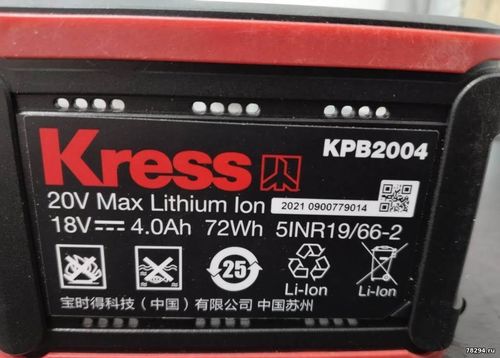 Kress
KPB2004
20V Max Lithium Ion
2021 0900779014
18V⎓4.0Ah 72Wh 5INR19/66-2
25
Li-Ion
Li-Ion
宝时得科技（中国）有限公司 中国苏州
78294.ru